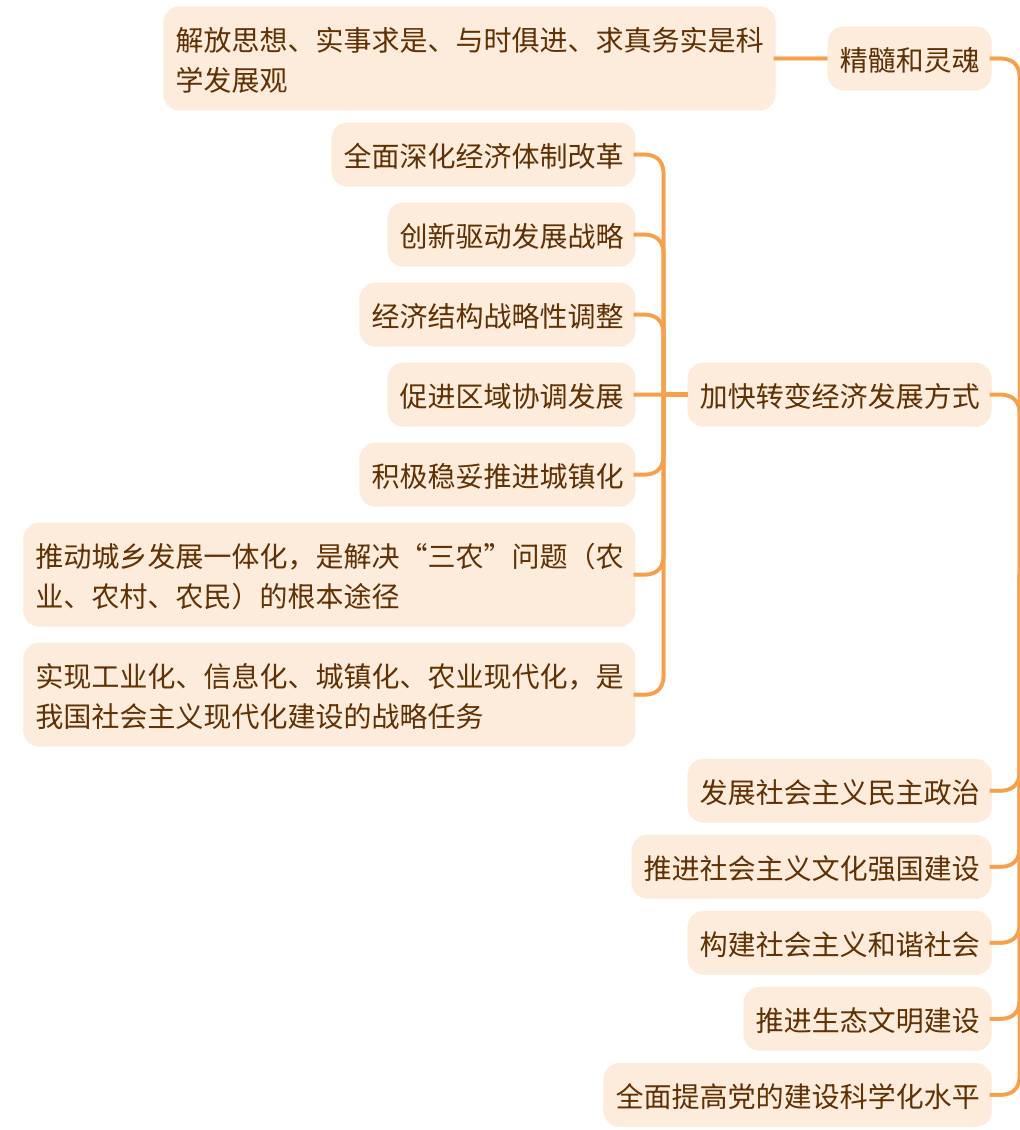 解放思想、实事求是、与时俱进、求真务实是科
学发展观
精髓和灵魂
全面深化经济体制改革
创新驱动发展战略
经济结构战略性调整
促进区域协调发展
加快转变经济发展方式
积极稳妥推进城镇化
推动城乡发展一体化，是解决“三农”问题（农
业、农村、农民）的根本途径
实现工业化、信息化、城镇化、农业现代化，是
我国社会主义现代化建设的战略任务
发展社会主义民主政治
推进社会主义文化强国建设
构建社会主义和谐社会
推进生态文明建设
全面提高党的建设科学化水平